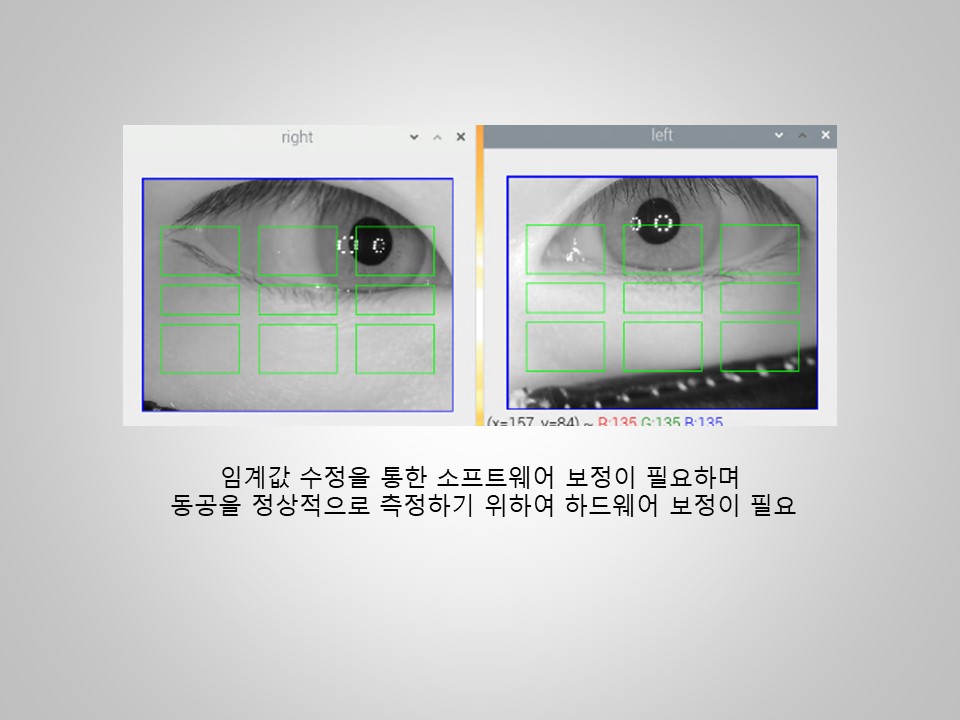 right
left
(x=157, y=84) ~ R:135 G:135 B:135
임계값 수정을 통한 소프트웨어 보정이 필요하며
동공을 정상적으로 측정하기 위하여 하드웨어 보정이 필요